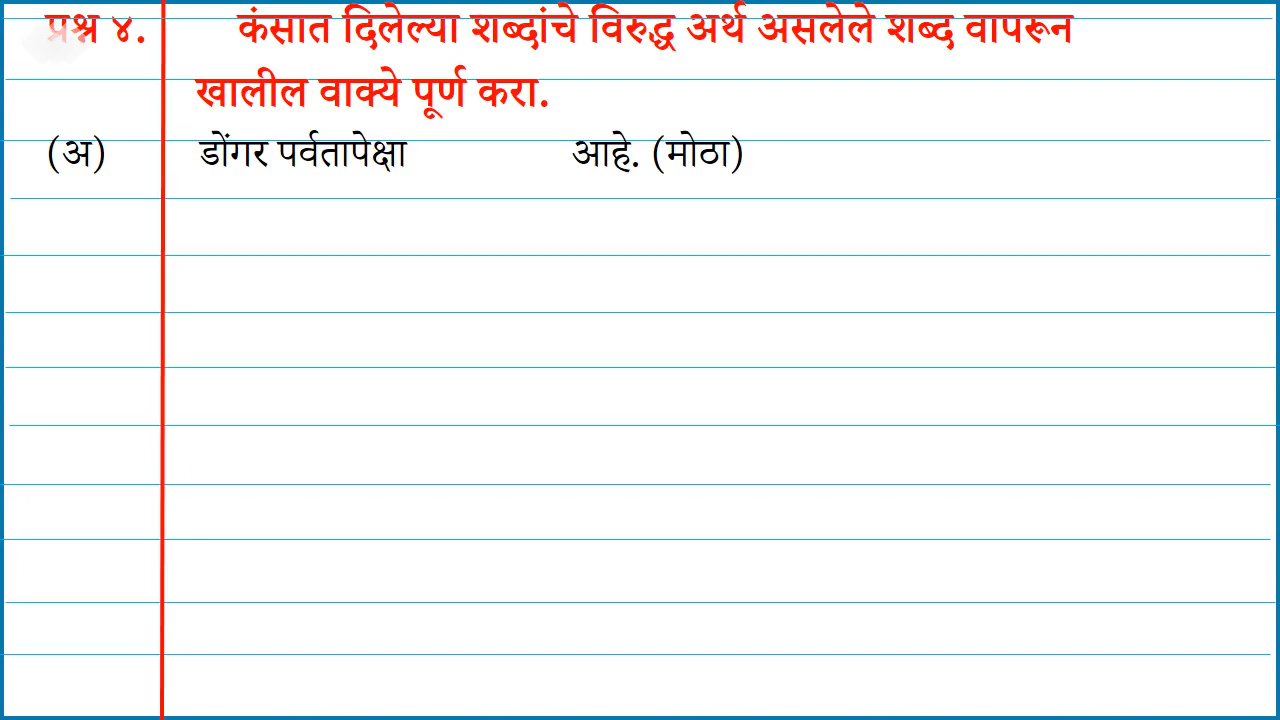 प्रश्न ४. कंसात दिलेल्या शब्दांचे विरुद्ध अर्थ असलेले शब्द वापरून
खालील वाक्ये पूर्ण करा.
(अ) डोंगर पर्वतापेक्षा आहे. (मोठा)